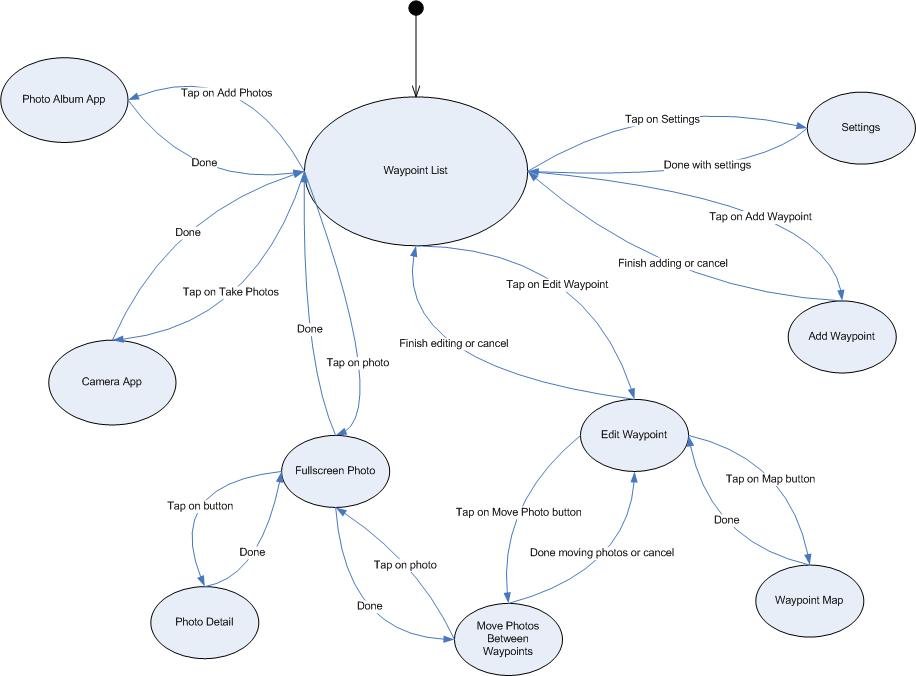 Photo Album App
Tap on Add Photos
Waypoint List
Tap on Settings
Settings
Done
Done with settings
Tap on Add Waypoint
Done
Finish adding or cancel
Tap on Take Photos
Tap on Edit Waypoint
Done
Finish editing or cancel
Add Waypoint
Tap on photo
Camera App
Edit Waypoint
Fullscreen Photo
Tap on Map button
Tap on button
Tap on Move Photo button
Done
Done
Done moving photos or cancel
Tap on photo
Done
Waypoint Map
Photo Detail
Move Photos
Between
Waypoints